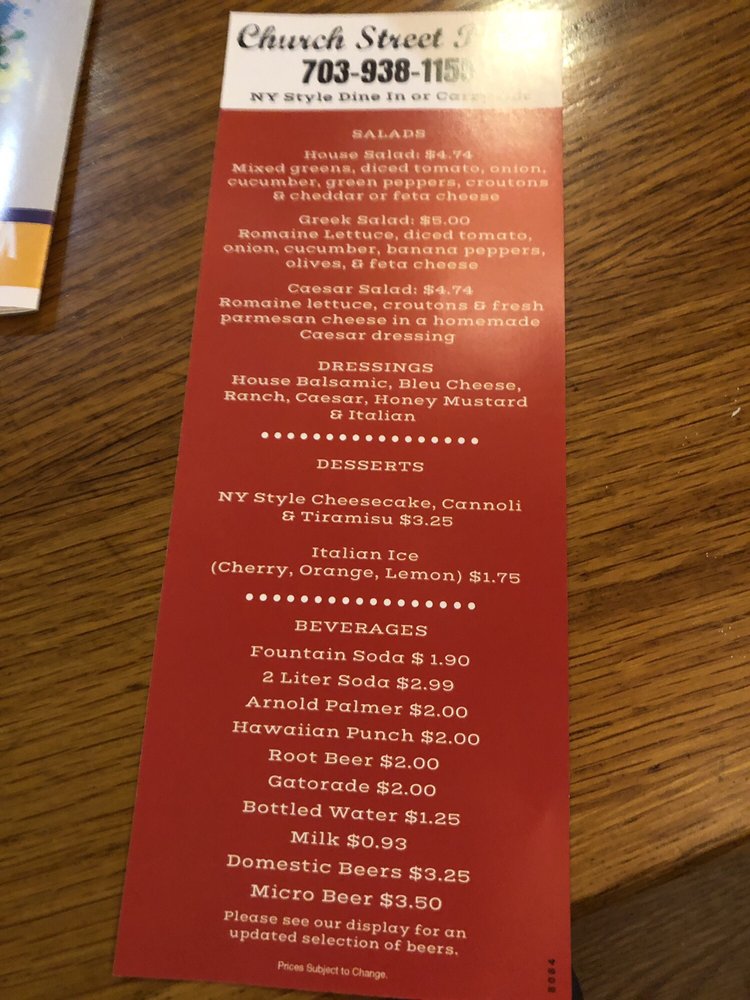 Church Street
703-938-115
NY Style Dine In or
SALADS
House Salad: $4.74
Mixed greens, diced tomato, onion,
cucumber, green peppers, croutons
& cheddar or feta cheese
Greek Salad: $5.00
Romaine Lettuce, diced tomato,
onion, cucumber, banana peppers,
olives, & feta cheese
Caesar Salad: $4.74
Romaine lettuce, croutons & fresh
parmesan cheese in a homemade
Caesar dressing
DRESSINGS
House Balsamic, Bleu Cheese,
Ranch, Caesar, Honey Mustard
& Italian
DESSERTS
NY Style Cheesecake, Cannoli
& Tiramisu $3.25
Italian Ice
(Cherry, Orange, Lemon) $1.75
BEVERAGES
Fountain Soda $ 1.90
2 Liter Soda $2.99
Arnold Palmer $2.00
Hawaiian Punch $2.00
Root Beer $2.00
Gatorade $2.00
Bottled Water $1.25
Milk $0.93
Domestic Beers $3.25
Micro Beer $3.50
Please see our display for an
updated selection of beers.
Prices Subject to Change.